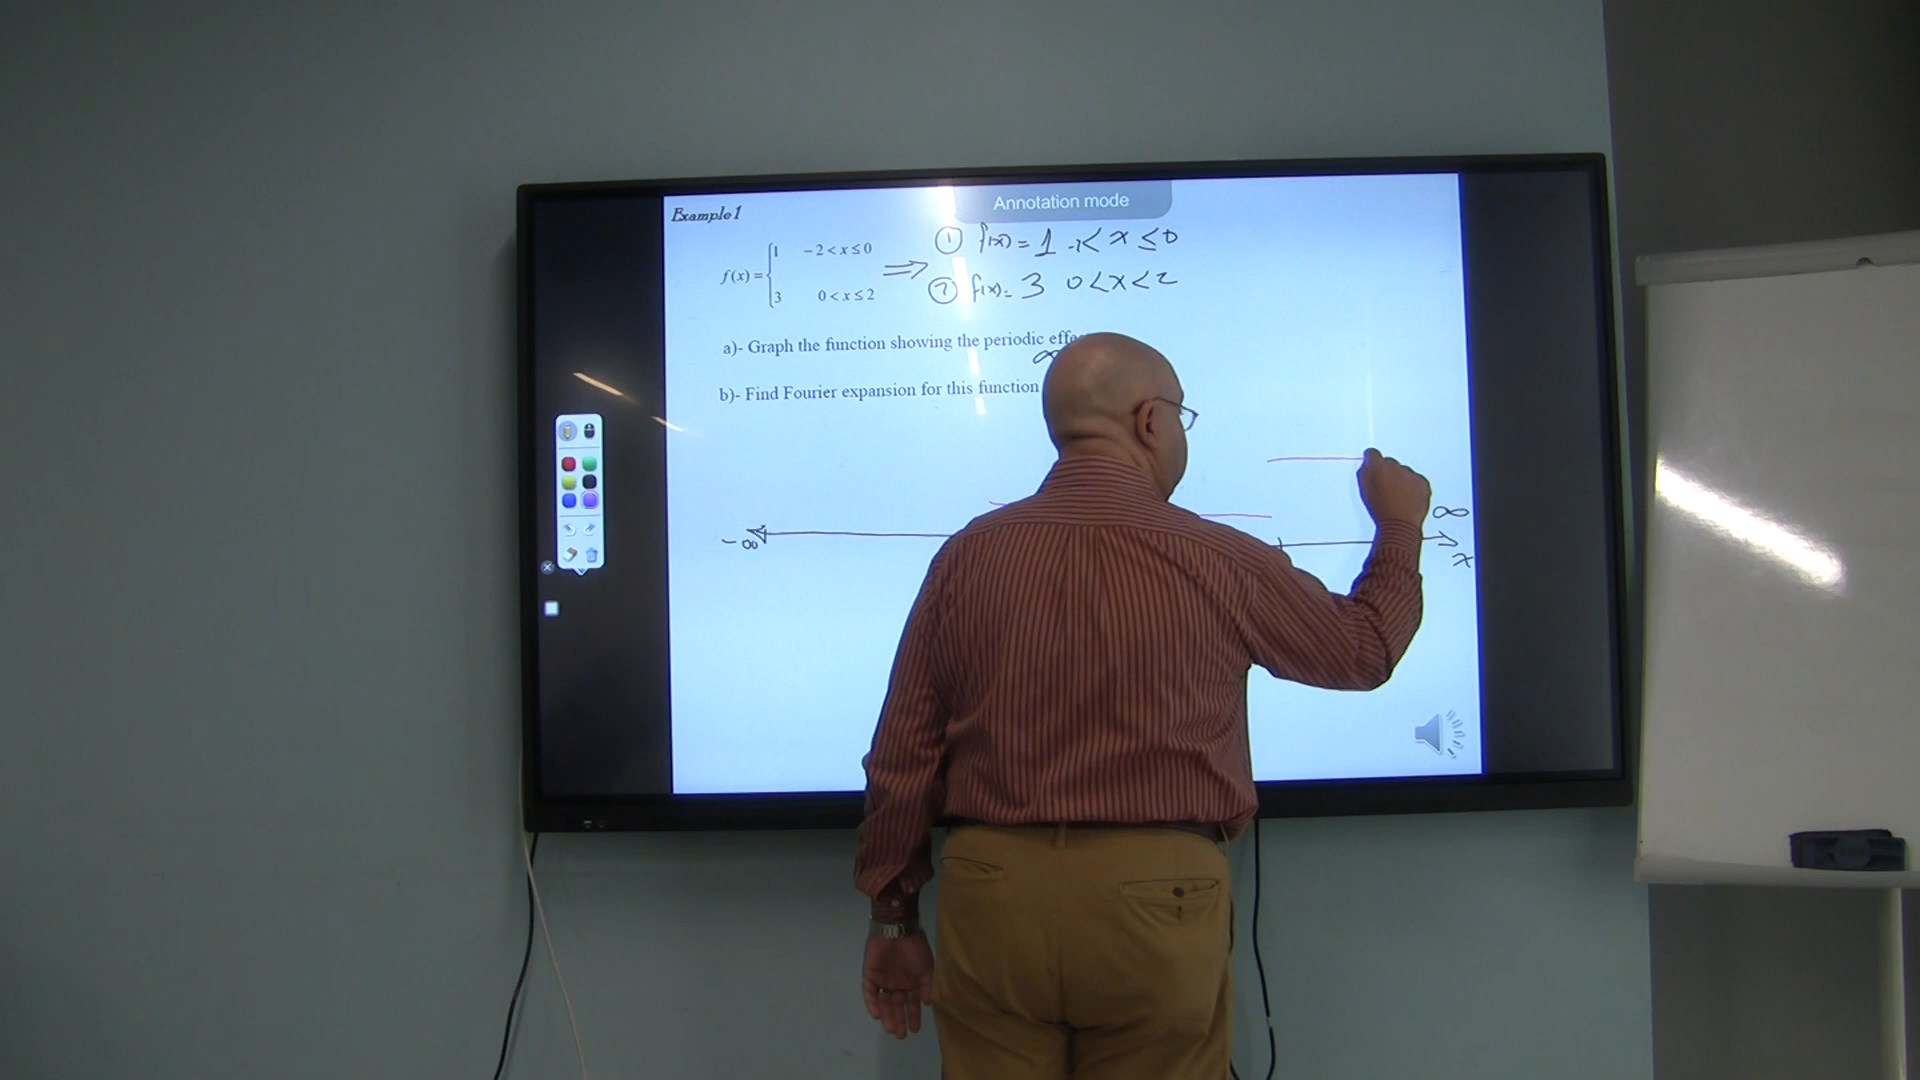 Annotation mode
Example 1
f(x) = { 1 -2 < x ≤ 0
3 0 < x ≤ 2
⇒ ① f(x) = 1 -2 < x ≤ 0
② f(x) = 3 0 < x < 2
a)- Graph the function showing the periodic
∞
b)- Find Fourier expansion for this function
-∞
∞
x